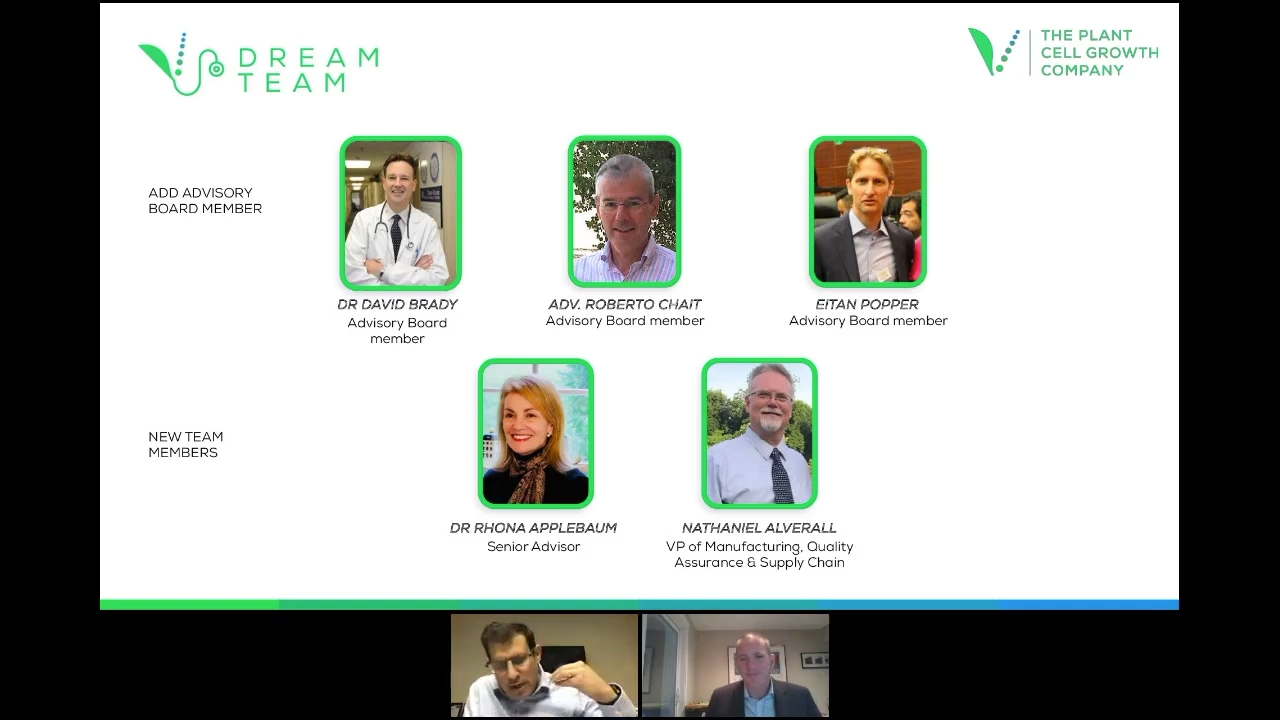 DREAM
TEAM
THE PLANT
CELL GROWTH
COMPANY
ADD ADVISORY
BOARD MEMBER
DR DAVID BRADY
Advisory Board
member
ADV. ROBERTO CHAIT
Advisory Board member
EITAN POPPER
Advisory Board member
NEW TEAM
MEMBERS
DR RHONA APPLEBAUM
Senior Advisor
NATHANIEL ALVERALL
VP of Manufacturing, Quality
Assurance & Supply Chain